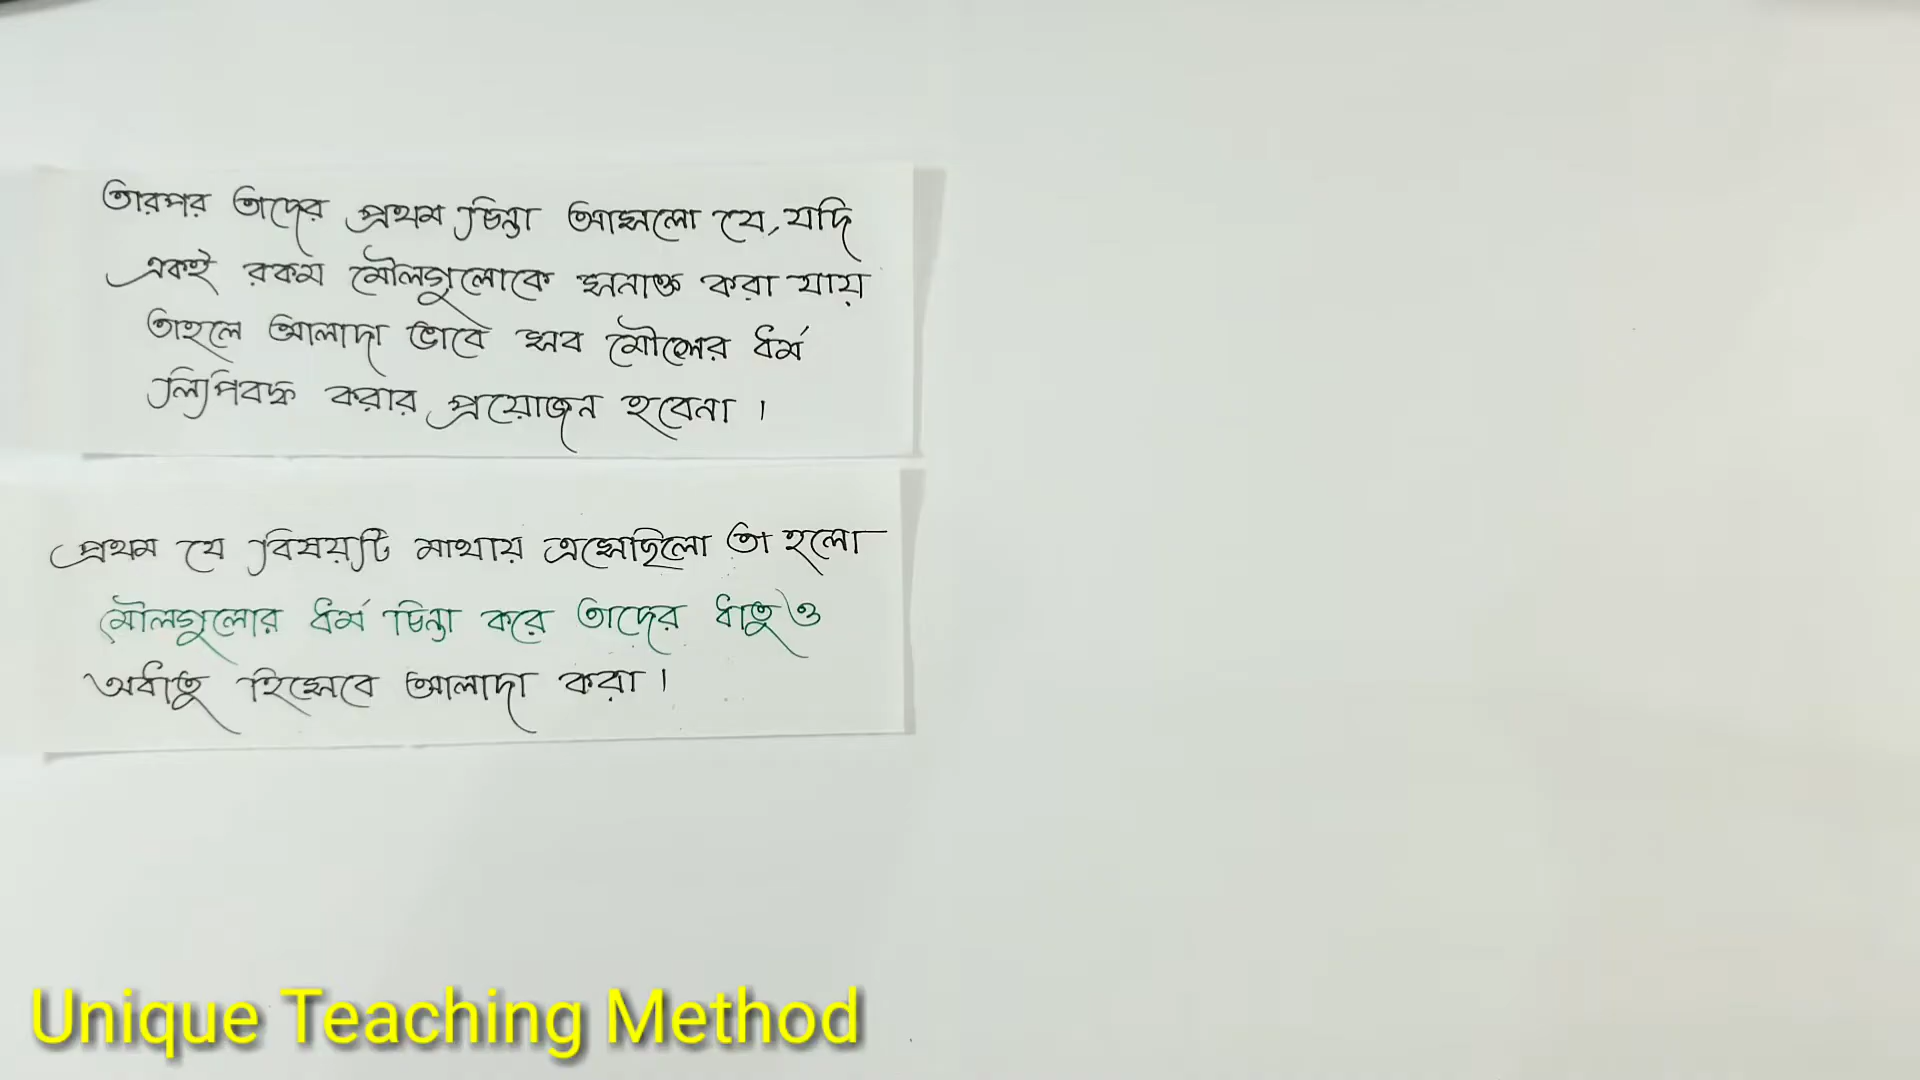 তারপর তাদের প্রথম চিন্তা আসলো যে, যদি
একই রকম মৌলগুলোকে সনাক্ত করা যায়
তাহলে আলাদা ভাবে সব মৌলের ধর্ম
লিপিবদ্ধ করার প্রয়োজন হবেনা।
প্রথম যে বিষয়টি মাথায় এসেছিলো তা হলো
মৌলগুলোর ধর্ম চিন্তা করে তাদের ধাতু ও
অধাতু হিসেবে আলাদা করা।
Unique Teaching Method